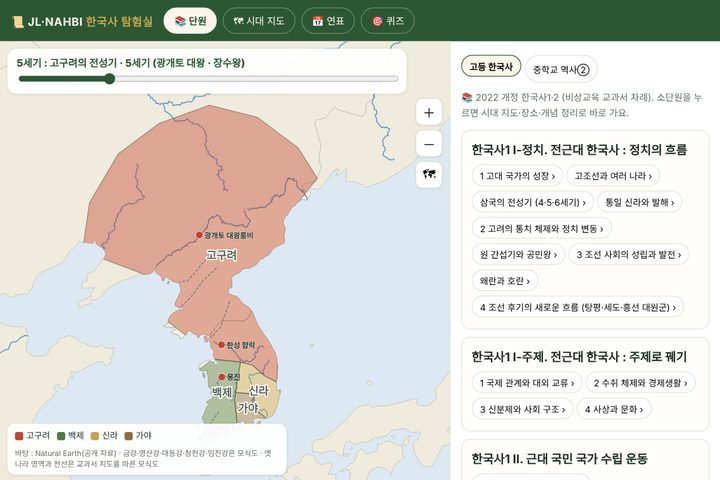 📜 JL·NAHBI 한국사 탐험실
📚 단원
🗺 시대 지도
📅 연표
🎯 퀴즈
5세기 : 고구려의 전성기 · 5세기 (광개토 대왕 · 장수왕)
+
−
광개토 대왕릉비
고구려
한성 함락
웅진
백제
신라
가야
고구려 백제 신라 가야
바탕 : Natural Earth(공개 자료) · 금강·영산강·대동강·청천강·임진강은 모식도 · 옛
나라 영역과 전선은 교과서 지도를 따른 모식도
고등 한국사
중학교 역사②
📚 2022 개정 한국사1·2 (비상교육 교과서 차례). 소단원을 누
르면 시대 지도·장소·개념 정리로 바로 가요.
한국사1 I-정치. 전근대 한국사 : 정치의 흐름
1 고대 국가의 성장 ›
고조선과 여러 나라 ›
삼국의 전성기 (4·5·6세기) ›
통일 신라와 발해 ›
2 고려의 통치 체제와 정치 변동 ›
원 간섭기와 공민왕 ›
3 조선 사회의 성립과 발전 ›
왜란과 호란 ›
4 조선 후기의 새로운 흐름 (탕평·세도·흥선 대원군) ›
한국사1 I-주제. 전근대 한국사 : 주제로 꿰기
1 국제 관계와 대외 교류 ›
2 수취 체제와 경제생활 ›
3 신분제와 사회 구조 ›
4 사상과 문화 ›
한국사1 II. 근대 국민 국가 수립 운동